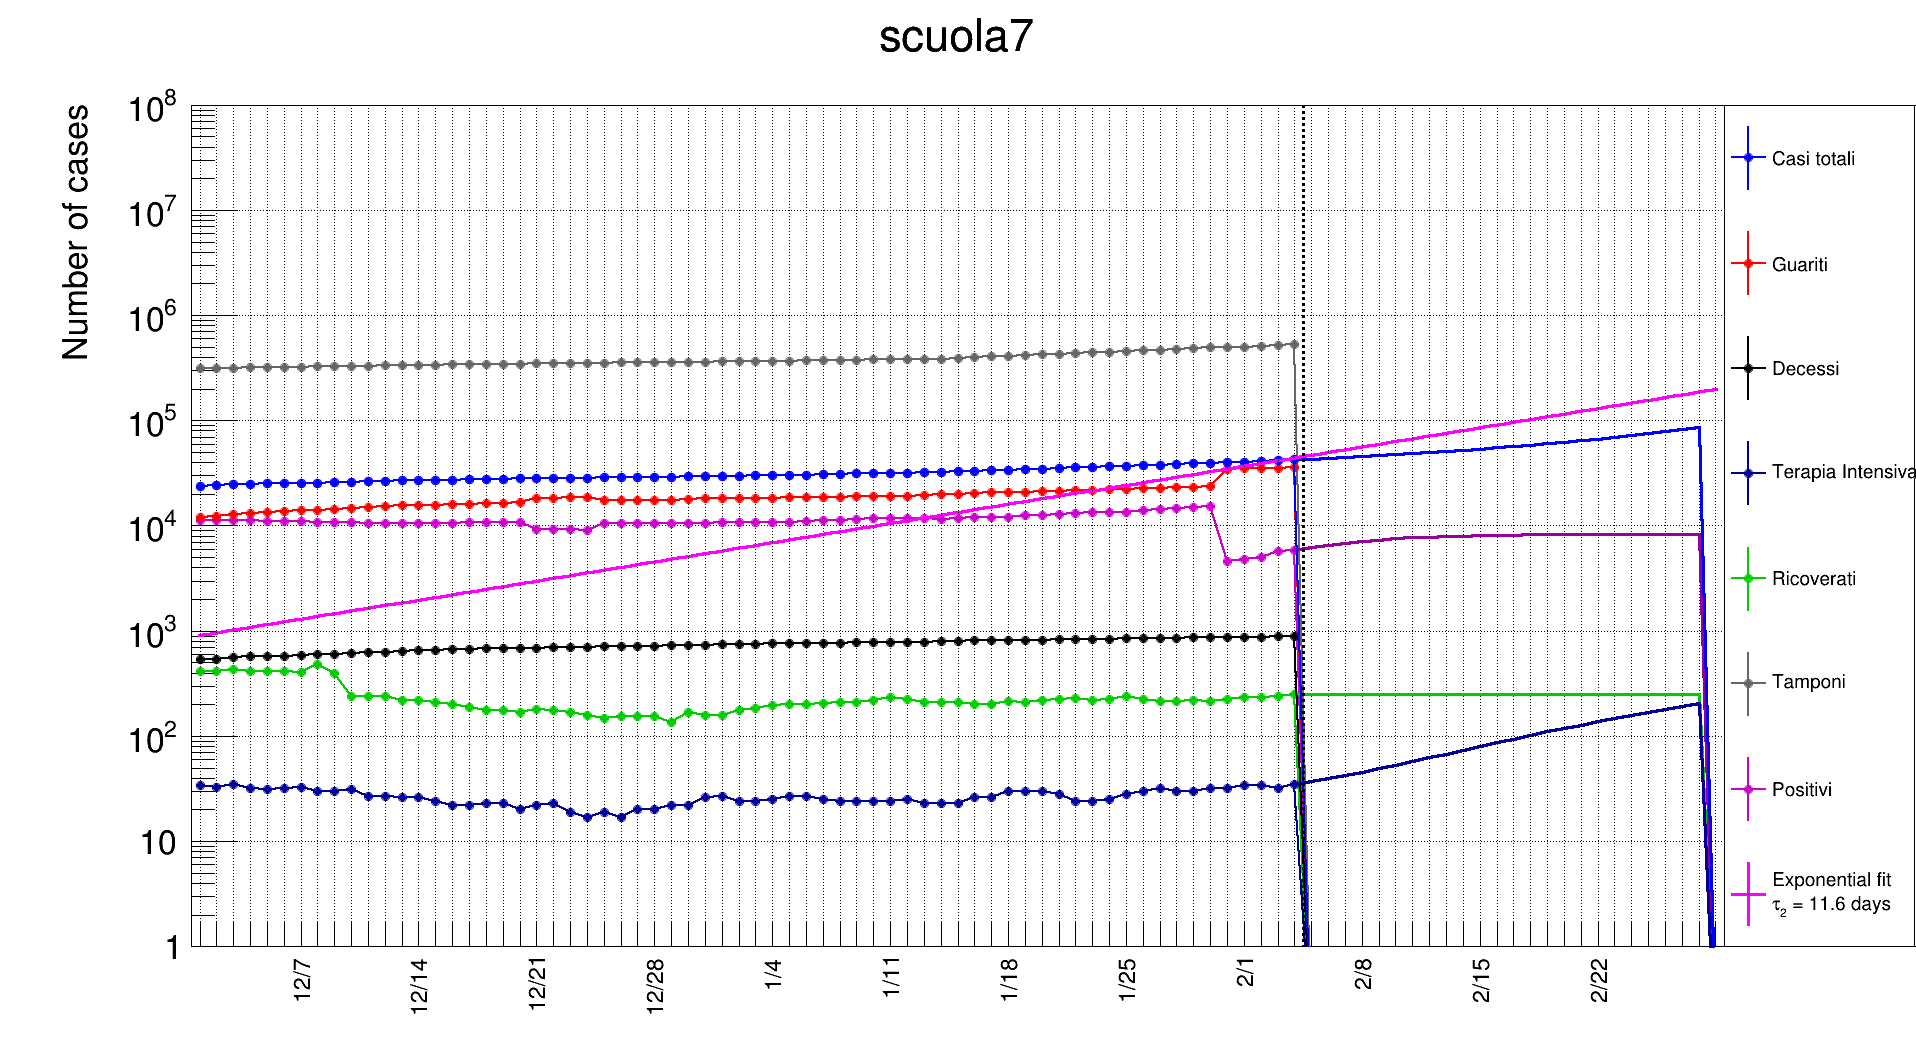 scuola7
Number of cases
10^8
10^7
10^6
10^5
10^4
10^3
10^2
10
1
12/7
12/14
12/21
12/28
1/4
1/11
1/18
1/25
2/1
2/8
2/15
2/22
Casi totali
Guariti
Decessi
Terapia Intensiva
Ricoverati
Tamponi
Positivi
Exponential fit
τ₂ = 11.6 days